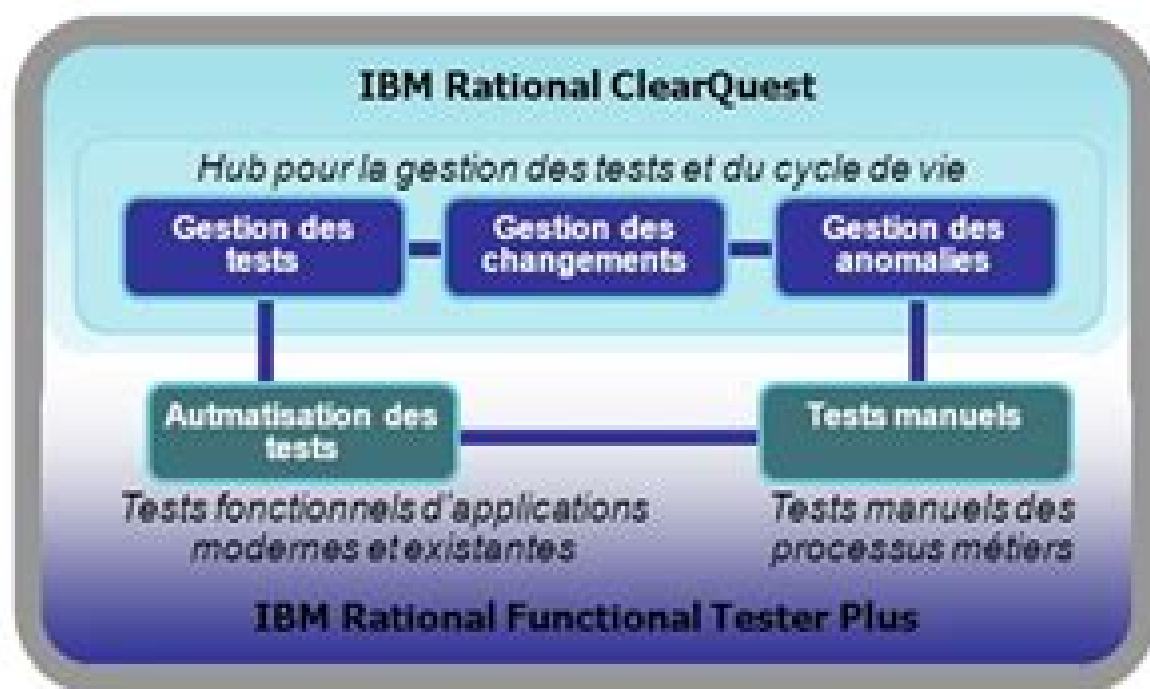 IBM Rational ClearQuest
Hub pour la gestion des tests et du cycle de vie
Gestion des
tests
Gestion des
changements
Gestion des
anomalies
Autmatisation des
tests
Tests manuels
Tests fonctionnels d'applications
modernes et existantes
Tests manuels des
processus métiers
IBM Rational Functional Tester Plus